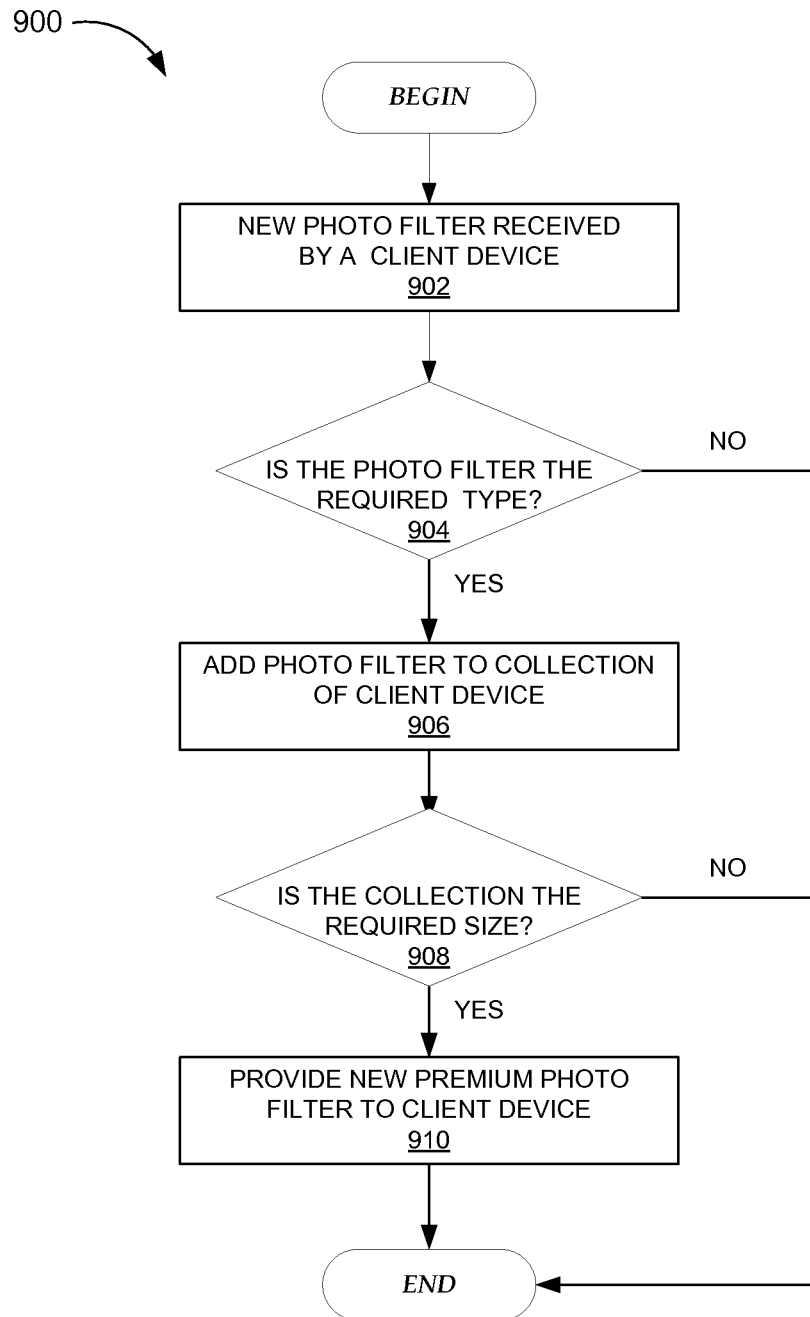 900
BEGIN
NEW PHOTO FILTER RECEIVED
BY A CLIENT DEVICE
902
IS THE PHOTO FILTER THE
REQUIRED TYPE?
904
NO
YES
ADD PHOTO FILTER TO COLLECTION
OF CLIENT DEVICE
906
IS THE COLLECTION THE
REQUIRED SIZE?
908
NO
YES
PROVIDE NEW PREMIUM PHOTO
FILTER TO CLIENT DEVICE
910
END